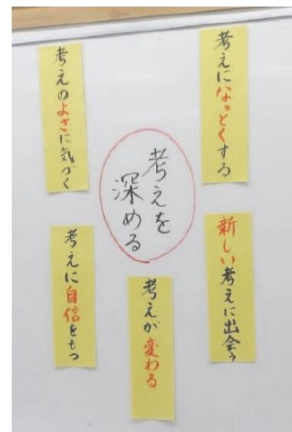 考えになっとくする
考えのよさに気づく
考えを
深める
新しい考えに出会う
考えに自信をもつ
考えが変わる